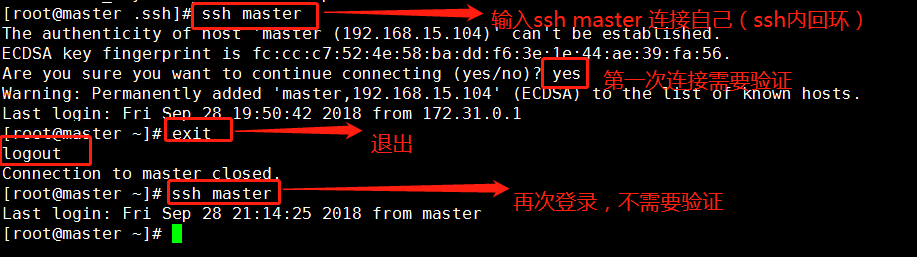 [root@master .ssh]# ssh master 输入ssh master 连接自己（ssh内回环）
The authenticity of host 'master (192.168.15.104)' can't be established.
ECDSA key fingerprint is fc:cc:c7:52:4e:58:ba:dd:f6:3e:1e:44:ae:39:fa:56.
Are you sure you want to continue connecting (yes/no)? yes 第一次连接需要验证
Warning: Permanently added 'master,192.168.15.104' (ECDSA) to the list of known hosts.
Last login: Fri Sep 28 19:50:42 2018 from 172.31.0.1
[root@master ~]# exit 退出
logout
Connection to master closed.
[root@master ~]# ssh master 再次登录，不需要验证
Last login: Fri Sep 28 21:14:25 2018 from master
[root@master ~]#